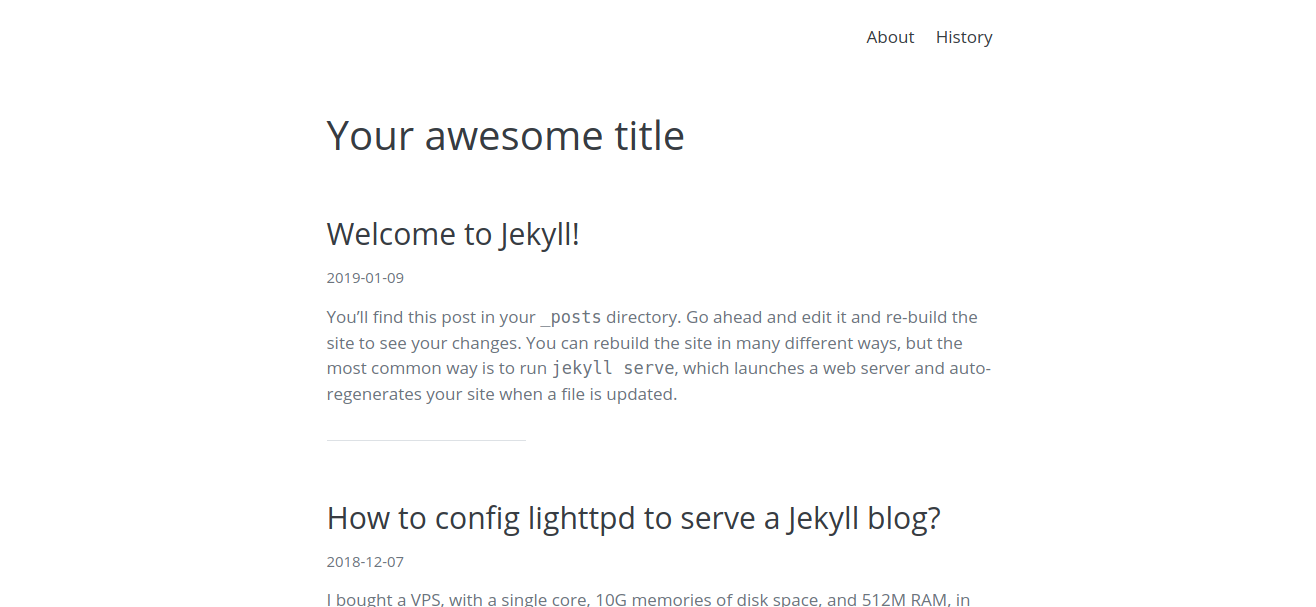 About History
Your awesome title
Welcome to Jekyll!
2019-01-09
You’ll find this post in your _posts directory. Go ahead and edit it and re-build the
site to see your changes. You can rebuild the site in many different ways, but the
most common way is to run jekyll serve, which launches a web server and auto-
regenerates your site when a file is updated.
How to config lighttpd to serve a Jekyll blog?
2018-12-07
I bought a VPS, with a single core, 10G memories of disk space, and 512M RAM, in